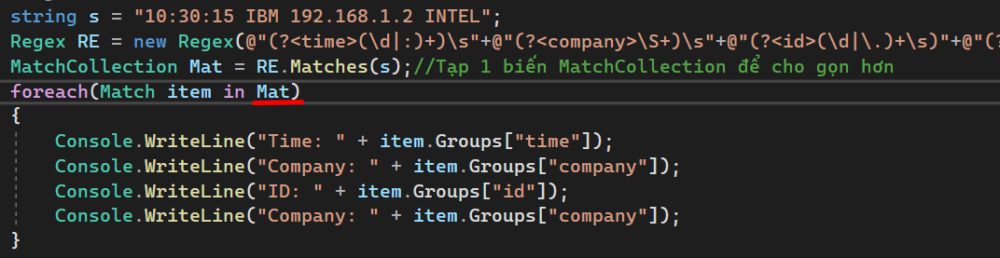 string s = "10:30:15 IBM 192.168.1.2 INTEL";
Regex RE = new Regex(@"(?<time>(\d|:)+)\s"+@"(?<company>\S+)\s"+@"(?<id>(\d|\.)+\s)"+@"(?
MatchCollection Mat = RE.Matches(s);//Tạp 1 biến MatchCollection để cho gọn hơn
foreach(Match item in Mat)
{
Console.WriteLine("Time: " + item.Groups["time"]);
Console.WriteLine("Company: " + item.Groups["company"]);
Console.WriteLine("ID: " + item.Groups["id"]);
Console.WriteLine("Company: " + item.Groups["company"]);
}